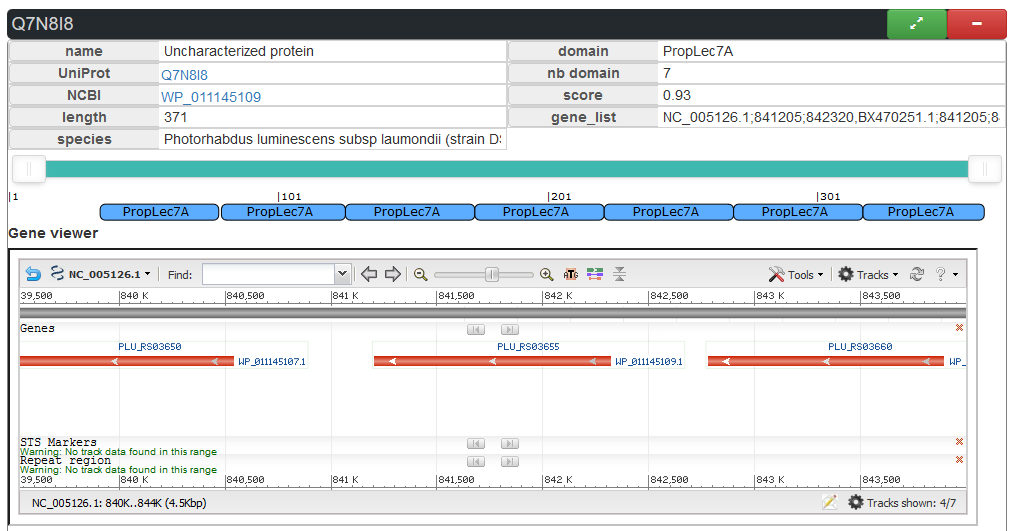 Q7N8I8
name Uncharacterized protein domain PropLec7A
UniProt Q7N8I8 nb domain 7
NCBI WP_011145109 score 0.93
length 371 gene_list NC_005126.1;841205;842320,BX470251.1;841205;8
species Photorhabdus luminescens subsp laumondii (strain DS
|1 |101 |201 |301
PropLec7A PropLec7A PropLec7A PropLec7A PropLec7A PropLec7A PropLec7A
Gene viewer
NC_005126.1 Find: Tools Tracks ?
39,500 840 K 840,500 841 K 841,500 842 K 842,500 843 K 843,500
Genes
PLU_RS03650 PLU_RS03655 PLU_RS03660
WP_011145107.1 WP_011145109.1 WP_
STS Markers
Warning: No track data found in this range
Repeat region
Warning: No track data found in this range
39,500 840 K 840,500 841 K 841,500 842 K 842,500 843 K 843,500
NC_005126.1: 840K..844K (4.5Kbp) Tracks shown: 4/7